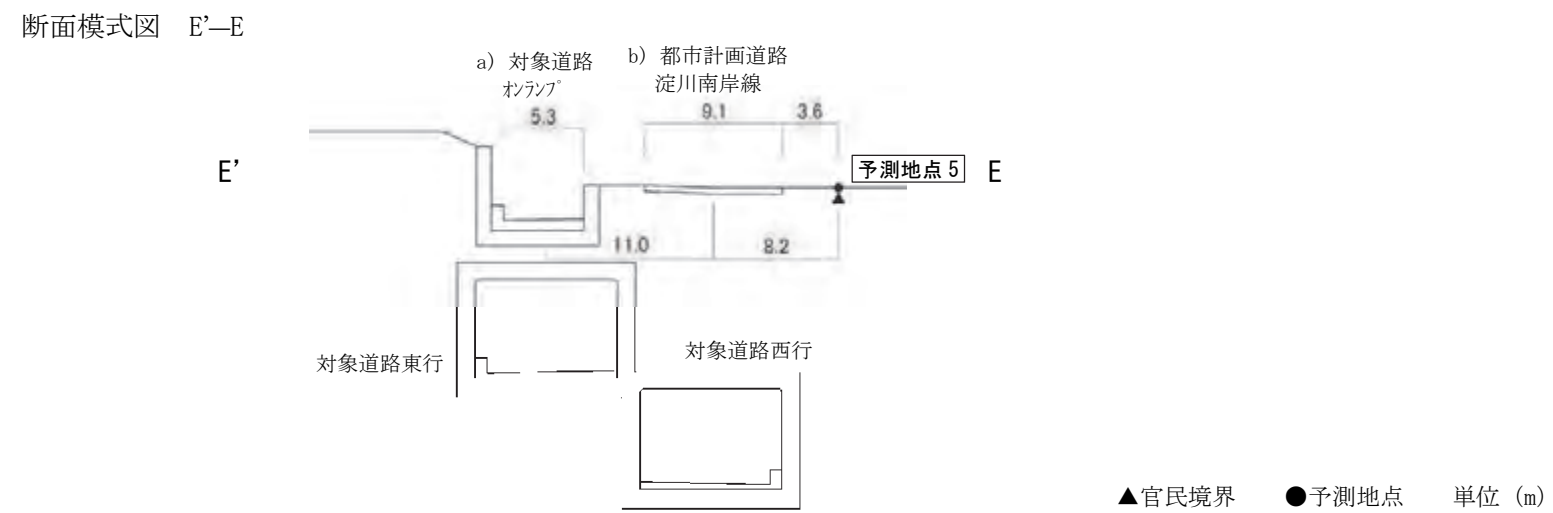 断面模式図 E’―E
a) 対象道路
ｵﾝﾗﾝﾌﾟ
b) 都市計画道路
淀川南岸線
5.3
9.1
3.6
E’
予測地点 5
E
11.0
8.2
対象道路東行
対象道路西行
▲官民境界 ●予測地点 単位 (m)